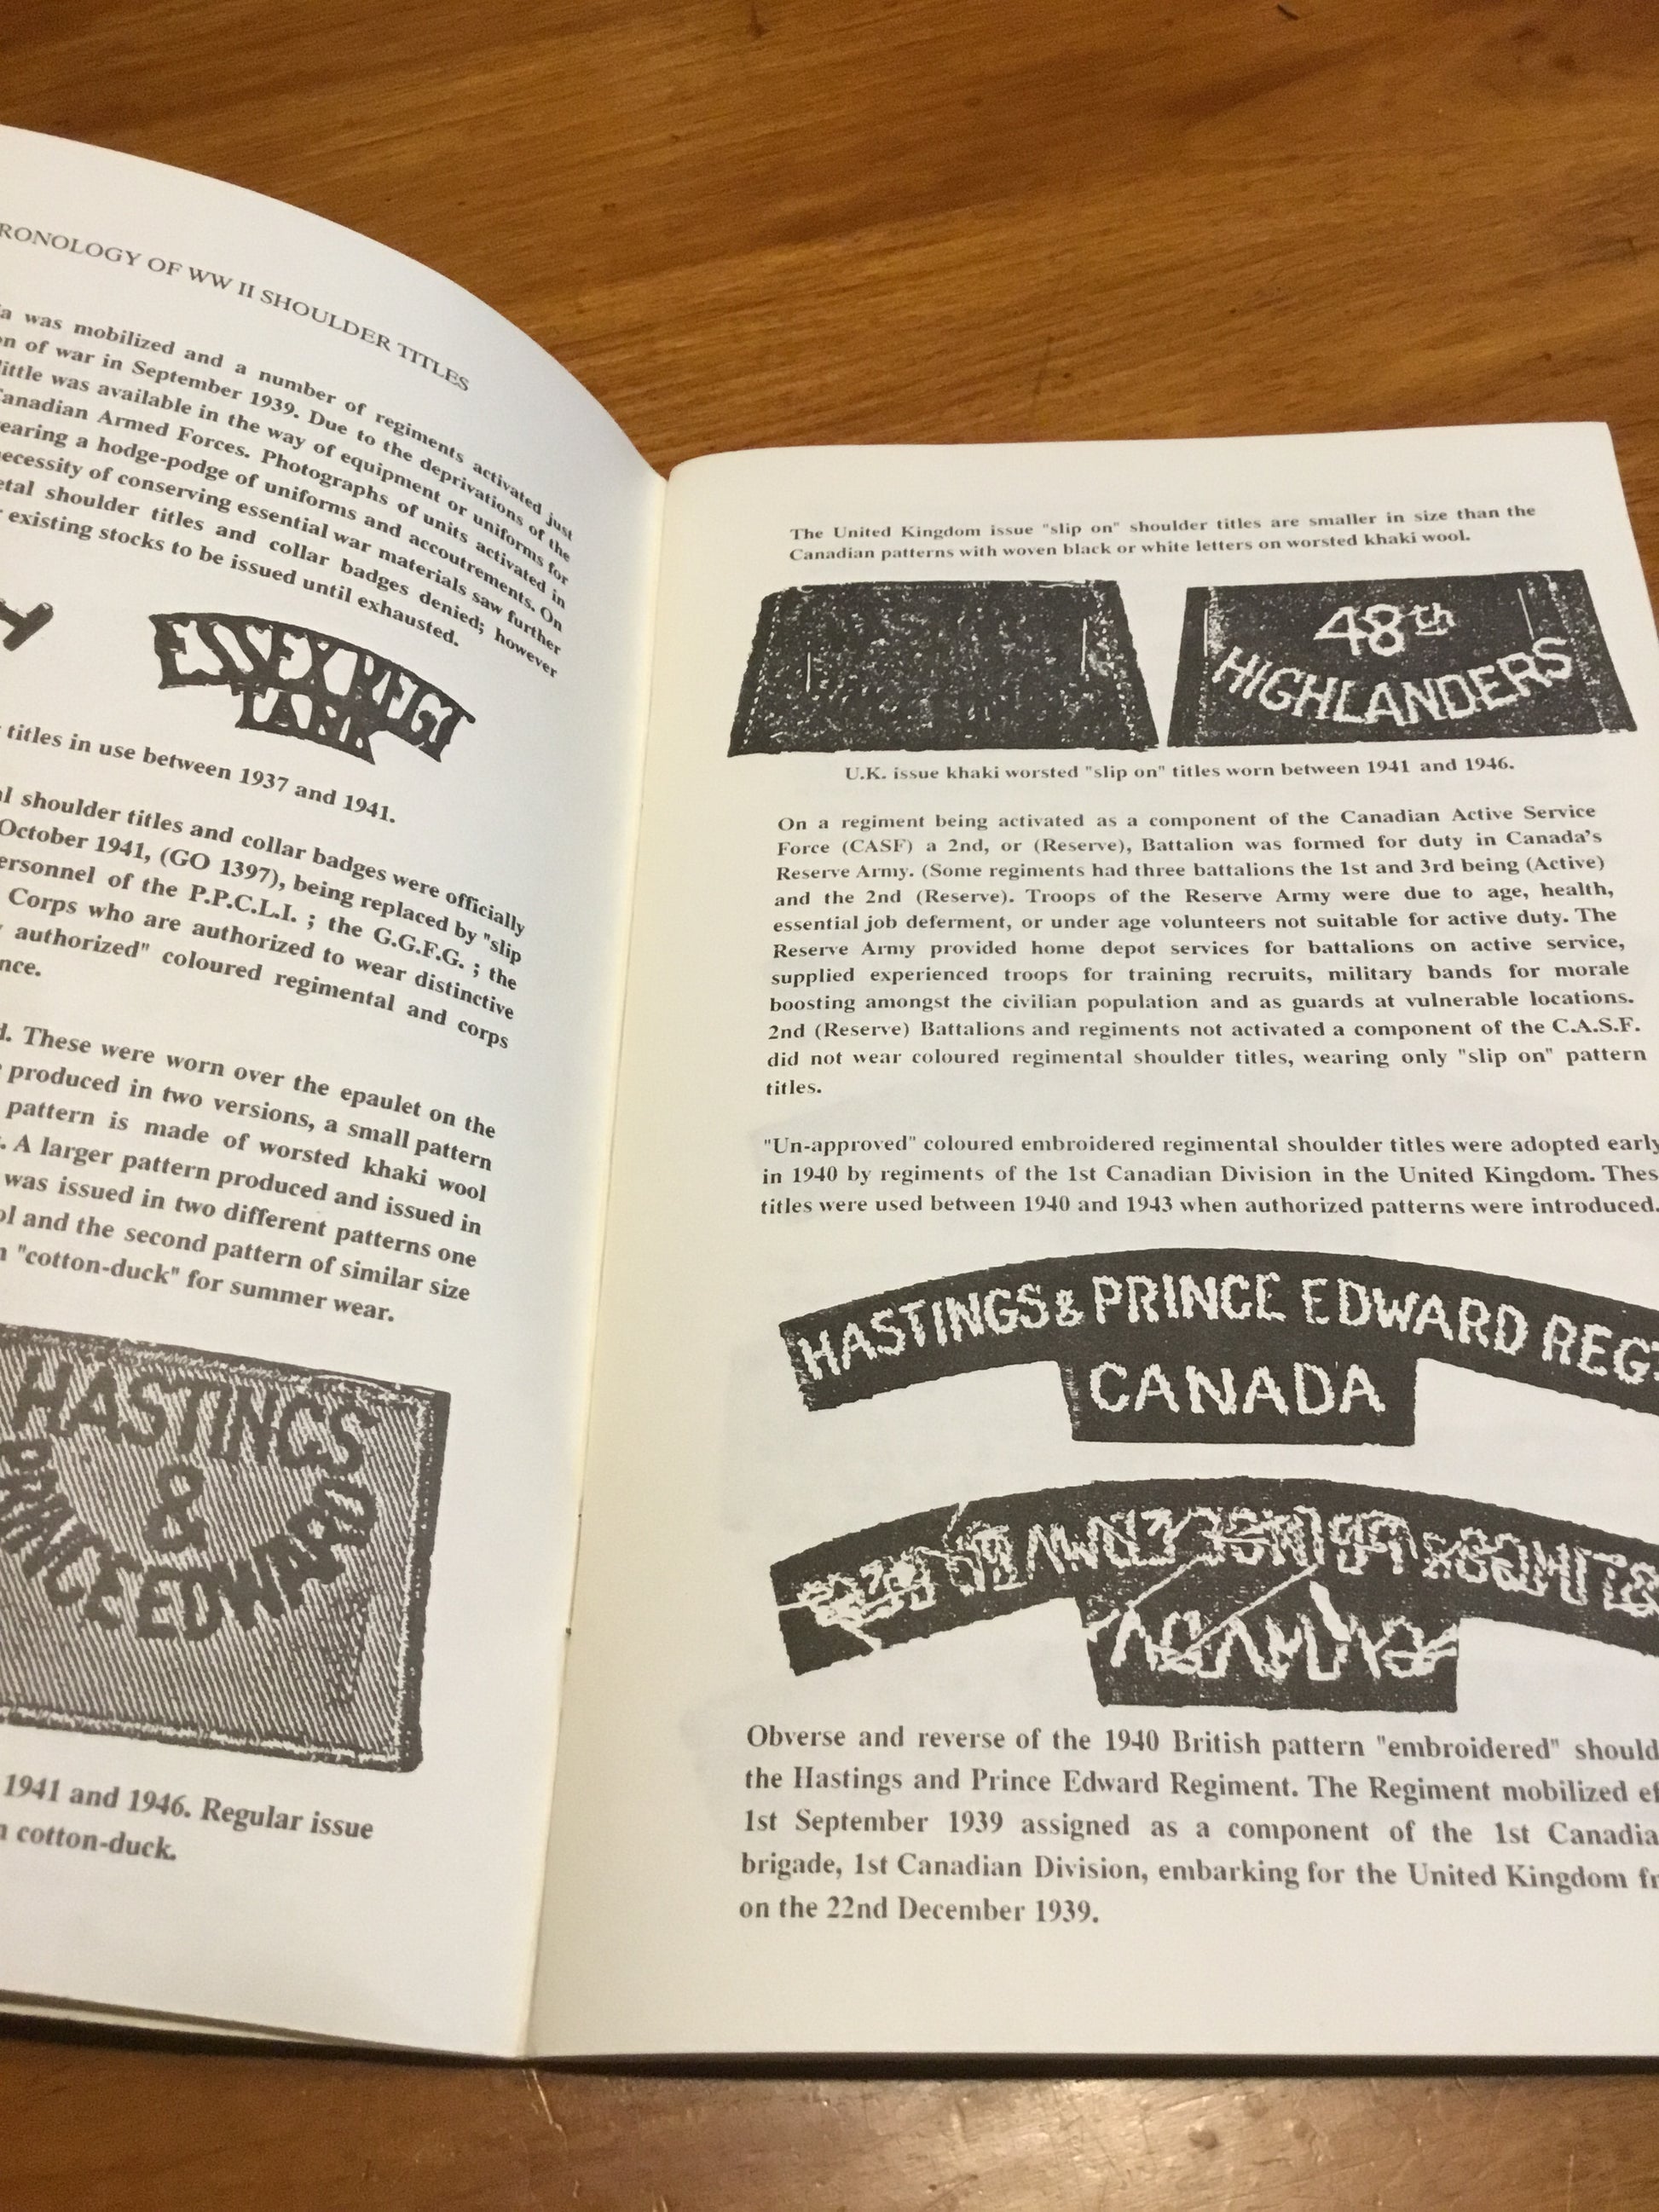 RONOLOGY OF WW II SHOULDER TITLES
was mobilized and a number of regiments activated just
of war in September 1939. Due to the deprivations of the
little was available in the way of equipment or uniforms for
Canadian Armed Forces. Photographs of units activated in
earing a hodge-podge of uniforms and accoutrements. On
necessity of conserving essential war materials saw further
etal shoulder titles and collar badges denied; however
existing stocks to be issued until exhausted.
ESSEX REGT
TANK
titles in use between 1937 and 1941.
shoulder titles and collar badges were officially
October 1941, (GO 1397), being replaced by "slip
ersonnel of the P.P.C.L.I. ; the G.G.F.G. ; the
Corps who are authorized to wear distinctive
authorized" coloured regimental and corps
nce.
d. These were worn over the epaulet on the
produced in two versions, a small pattern
pattern is made of worsted khaki wool
. A larger pattern produced and issued in
was issued in two different patterns one
ol and the second pattern of similar size
"cotton-duck" for summer wear.
HASTINGS
&
PRINCE EDWARD
1941 and 1946. Regular issue
cotton-duck.
The United Kingdom issue "slip on" shoulder titles are smaller in size than the
Canadian patterns with woven black or white letters on worsted khaki wool.
48th
HIGHLANDERS
U.K. issue khaki worsted "slip on" titles worn between 1941 and 1946.
On a regiment being activated as a component of the Canadian Active Service
Force (CASF) a 2nd, or (Reserve), Battalion was formed for duty in Canada's
Reserve Army. (Some regiments had three battalions the 1st and 3rd being (Active)
and the 2nd (Reserve). Troops of the Reserve Army were due to age, health,
essential job deferment, or under age volunteers not suitable for active duty. The
Reserve Army provided home depot services for battalions on active service,
supplied experienced troops for training recruits, military bands for morale
boosting amongst the civilian population and as guards at vulnerable locations.
2nd (Reserve) Battalions and regiments not activated a component of the C.A.S.F.
did not wear coloured regimental shoulder titles, wearing only "slip on" pattern
titles.
"Un-approved" coloured embroidered regimental shoulder titles were adopted early
in 1940 by regiments of the 1st Canadian Division in the United Kingdom. Thes
titles were used between 1940 and 1943 when authorized patterns were introduced.
HASTINGS & PRINCE EDWARD REGT
CANADA
Obverse and reverse of the 1940 British pattern "embroidered" should
the Hastings and Prince Edward Regiment. The Regiment mobilized ef
1st September 1939 assigned as a component of the 1st Canadia
brigade, 1st Canadian Division, embarking for the United Kingdom fr
on the 22nd December 1939.